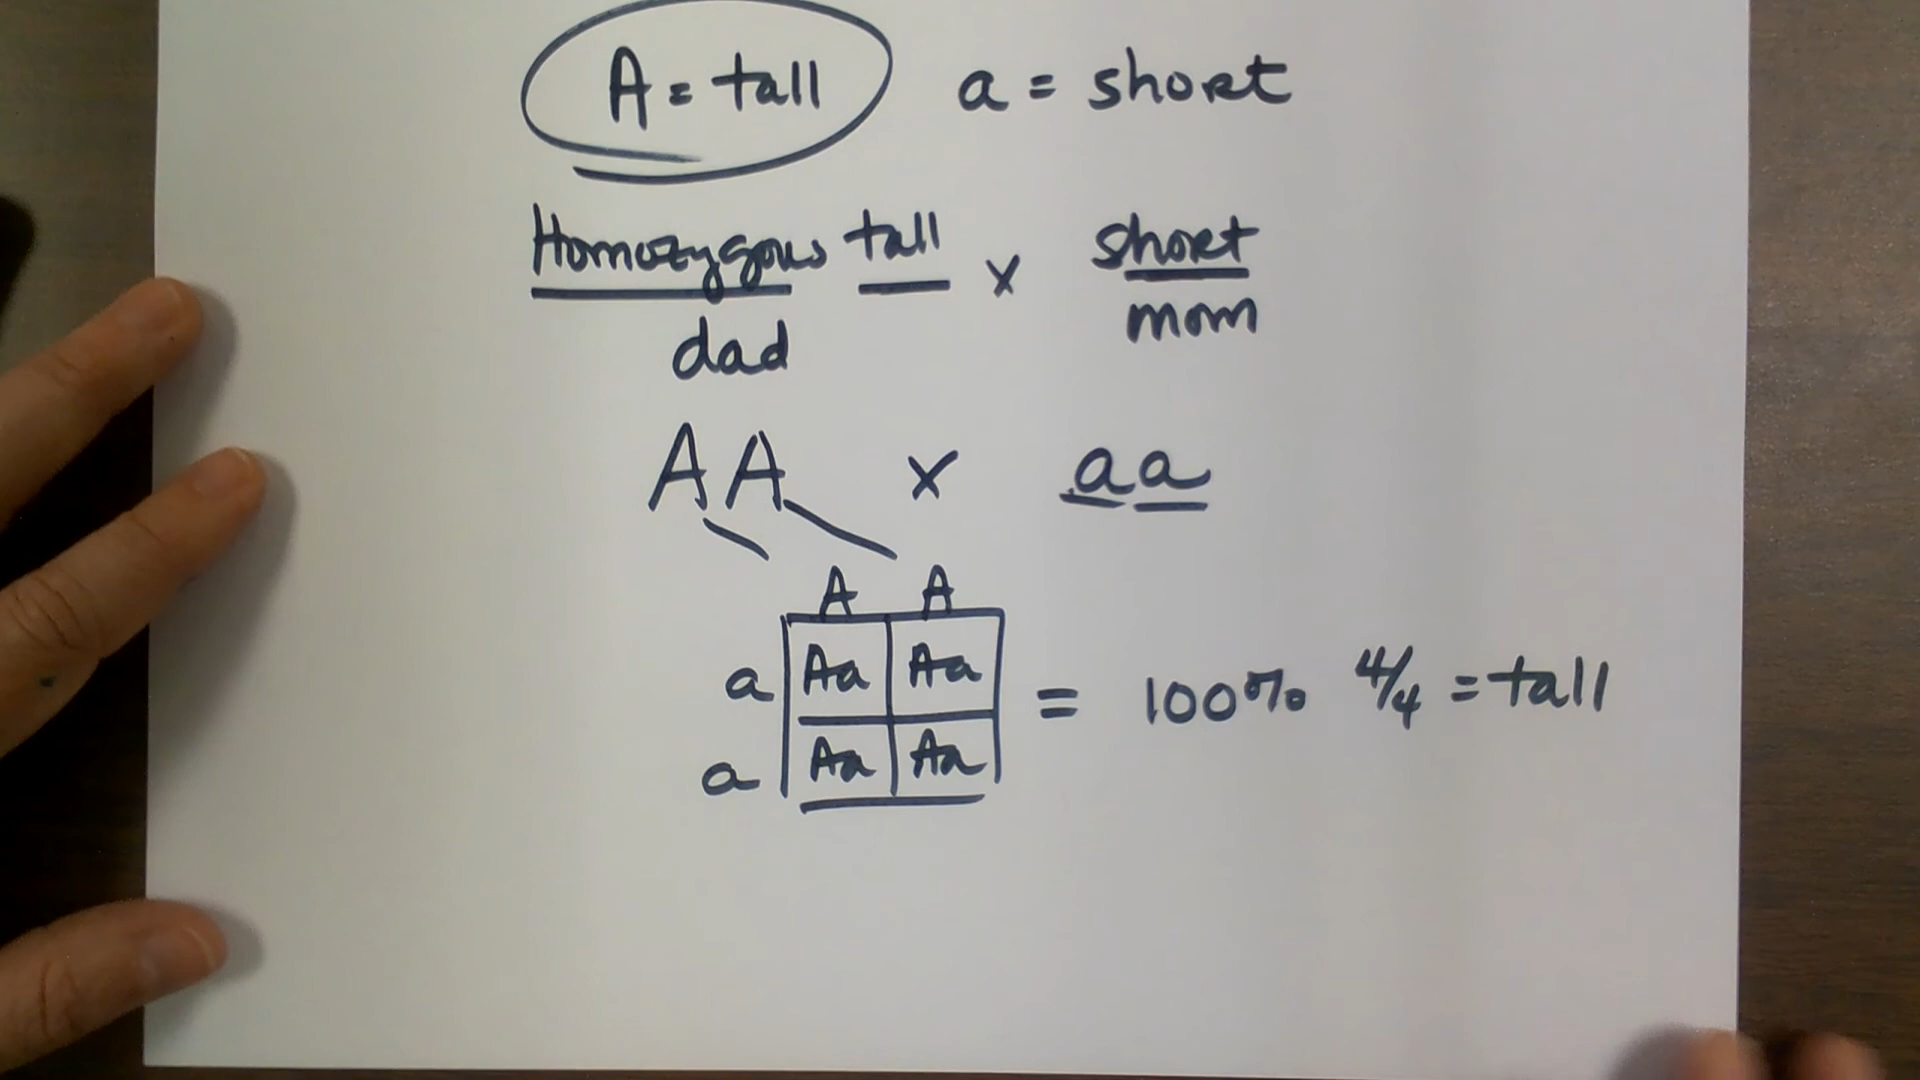 A = tall a = short
Homozygous tall x short
dad mom
AA x aa
A A
a Aa Aa = 100% 4/4 = tall
a Aa Aa